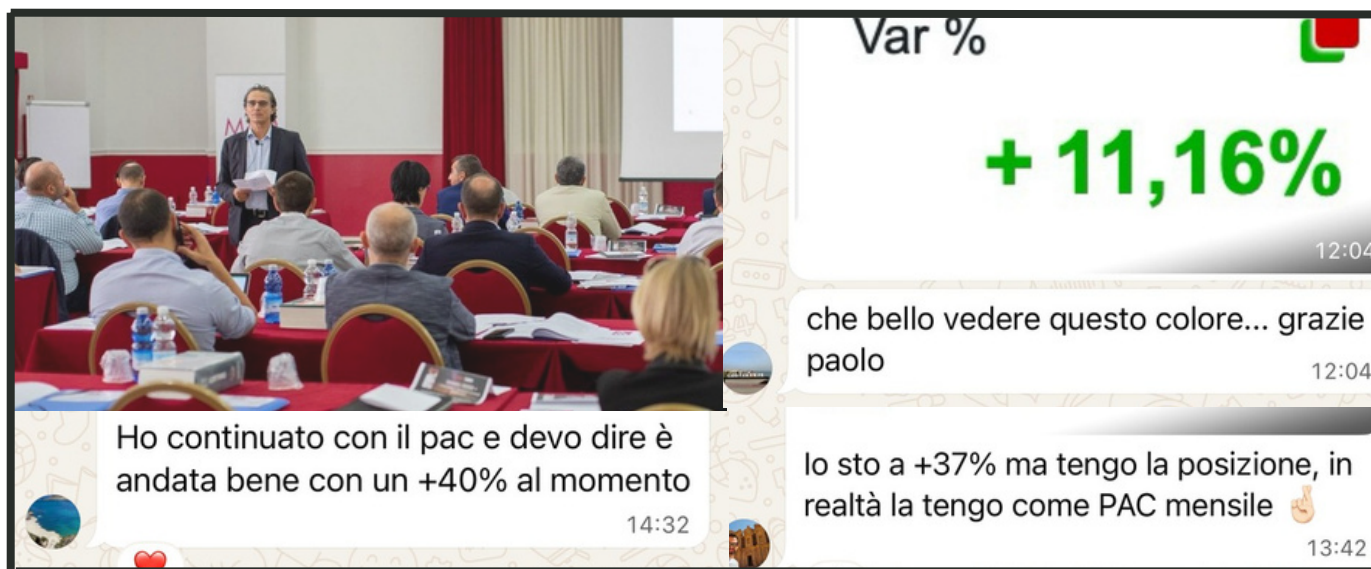 Var %
+ 11,16%
12:04
che bello vedere questo colore... grazie
paolo
12:04
Ho continuato con il pac e devo dire è
andata bene con un +40% al momento
14:32
Io sto a +37% ma tengo la posizione, in
realtà la tengo come PAC mensile 🤞🏻
13:42